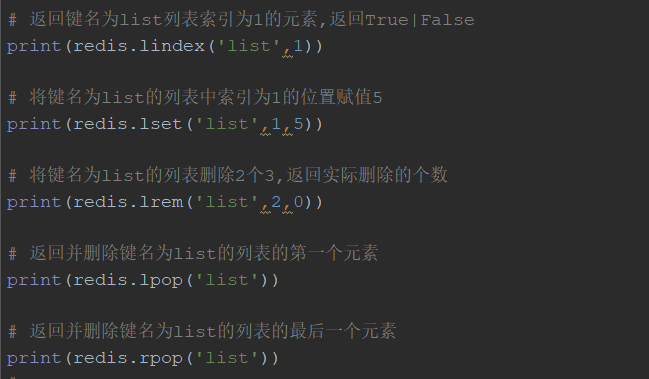 # 返回键名为list列表索引为1的元素,返回True|False
print(redis.lindex('list',1))
# 将键名为list的列表中索引为1的位置赋值5
print(redis.lset('list',1,5))
# 将键名为list的列表删除2个3,返回实际删除的个数
print(redis.lrem('list',2,0))
# 返回并删除键名为list的列表的第一个元素
print(redis.lpop('list'))
# 返回并删除键名为list的列表的最后一个元素
print(redis.rpop('list'))